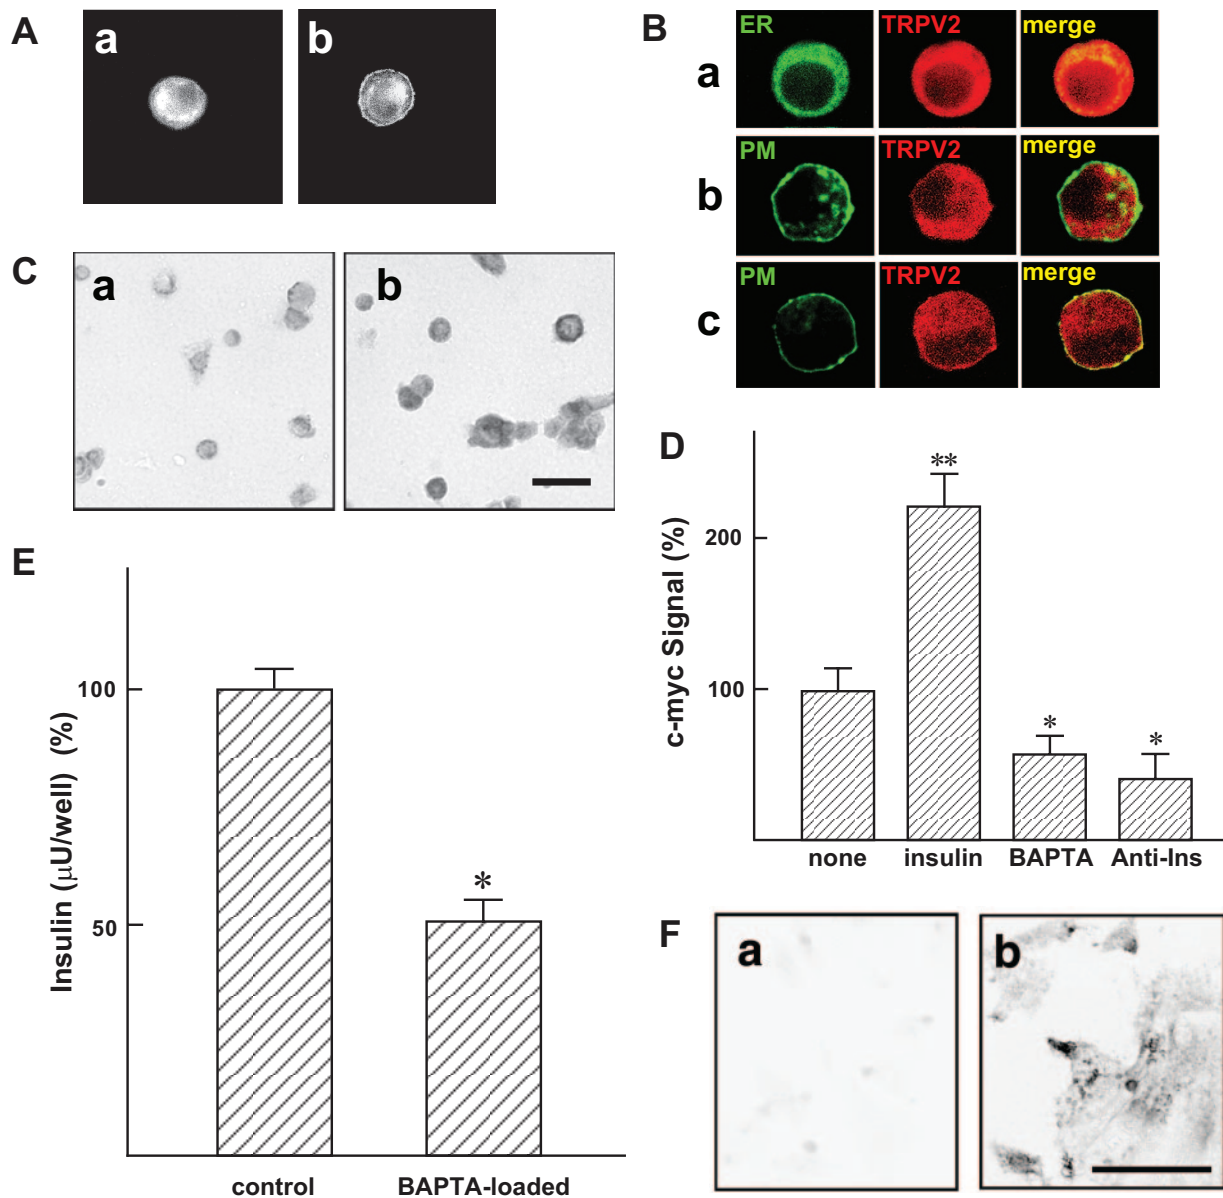 A
a
b
B
ER
TRPV2
merge
a
PM
TRPV2
merge
b
PM
TRPV2
merge
c
C
a
b
D
c-myc Signal (%)
200
100
**
*
*
none
insulin
BAPTA
Anti-Ins
E
Insulin (μU/well) (%)
100
50
*
control
BAPTA-loaded
F
a
b